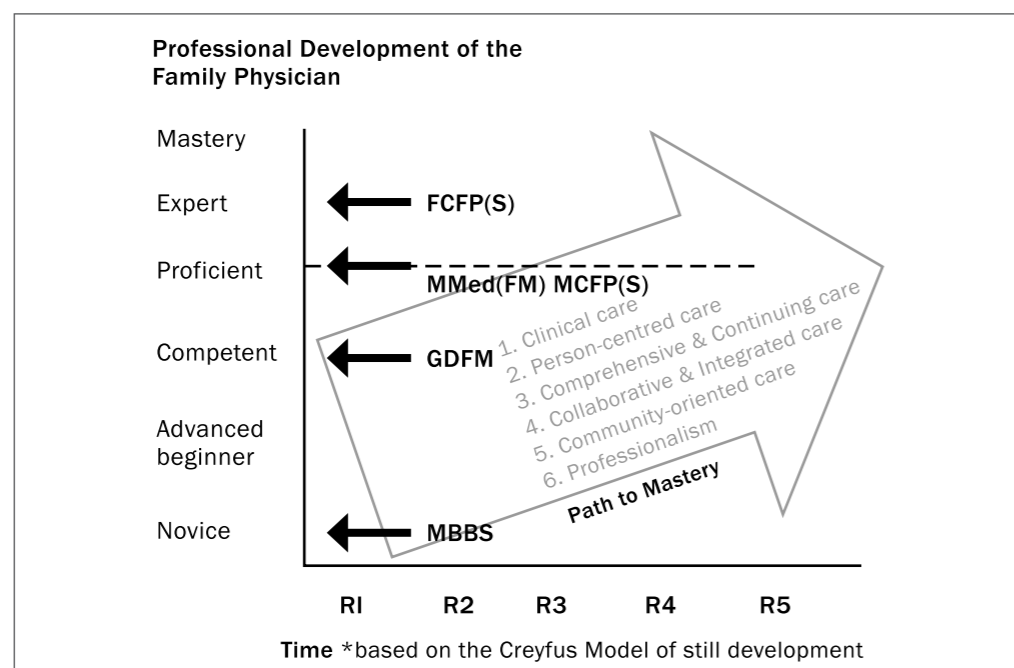 Professional Development of the
Family Physician
Mastery
Expert
FCFP(S)
Proficient
MMed(FM) MCFP(S)
1. Clinical care
2. Person-centred care
3. Comprehensive & Continuing care
4. Collaborative & Integrated care
5. Community-oriented care
6. Professionalism
Competent
GDFM
Advanced
beginner
Path to Mastery
Novice
MBBS
RI R2 R3 R4 R5
Time *based on the Creyfus Model of still development